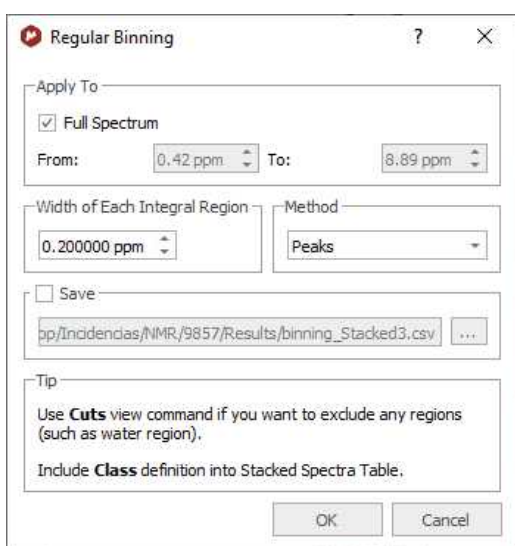 Regular Binning ?
Apply To
Full Spectrum
From: 0.42 ppm To: 8.89 ppm
Width of Each Integral Region Method
0.200000 ppm Peaks
Save
op/Incidencias/NMR/9857/Results/binning_Stacked3.csv ...
Tip
Use Cuts view command if you want to exclude any regions
(such as water region).
Include Class definition into Stacked Spectra Table.
OK Cancel